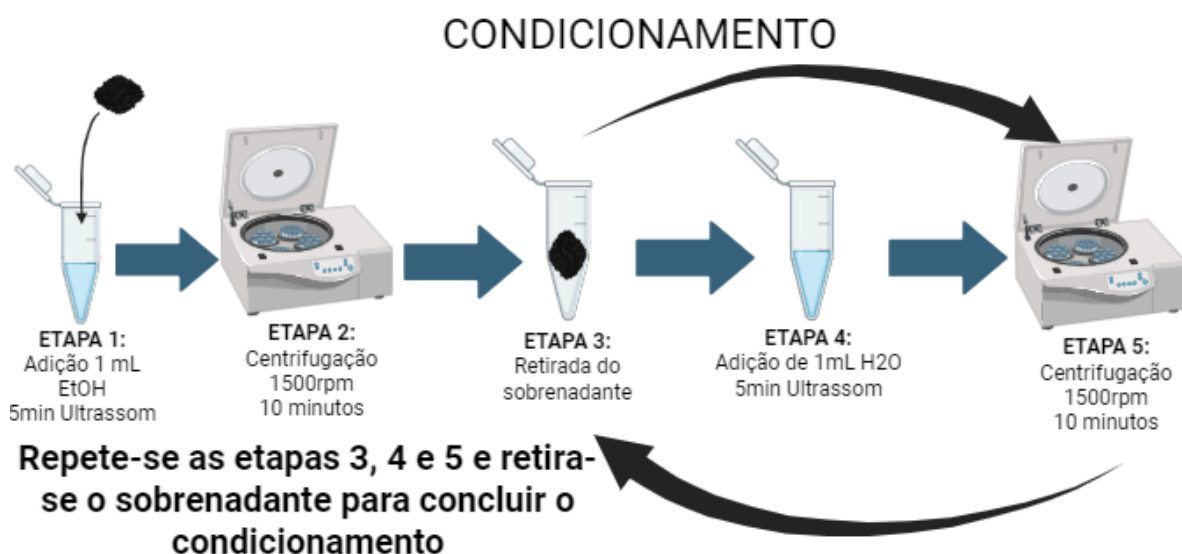 CONDICIONAMENTO
ETAPA 1:
Adição 1 mL
EtOH
5min Ultrassom
ETAPA 2:
Centrifugação
1500rpm
10 minutos
ETAPA 3:
Retirada do
sobrenadante
ETAPA 4:
Adição de 1mL H2O
5min Ultrassom
ETAPA 5:
Centrifugação
1500rpm
10 minutos
Repete-se as etapas 3, 4 e 5 e retira-
se o sobrenadante para concluir o
condicionamento